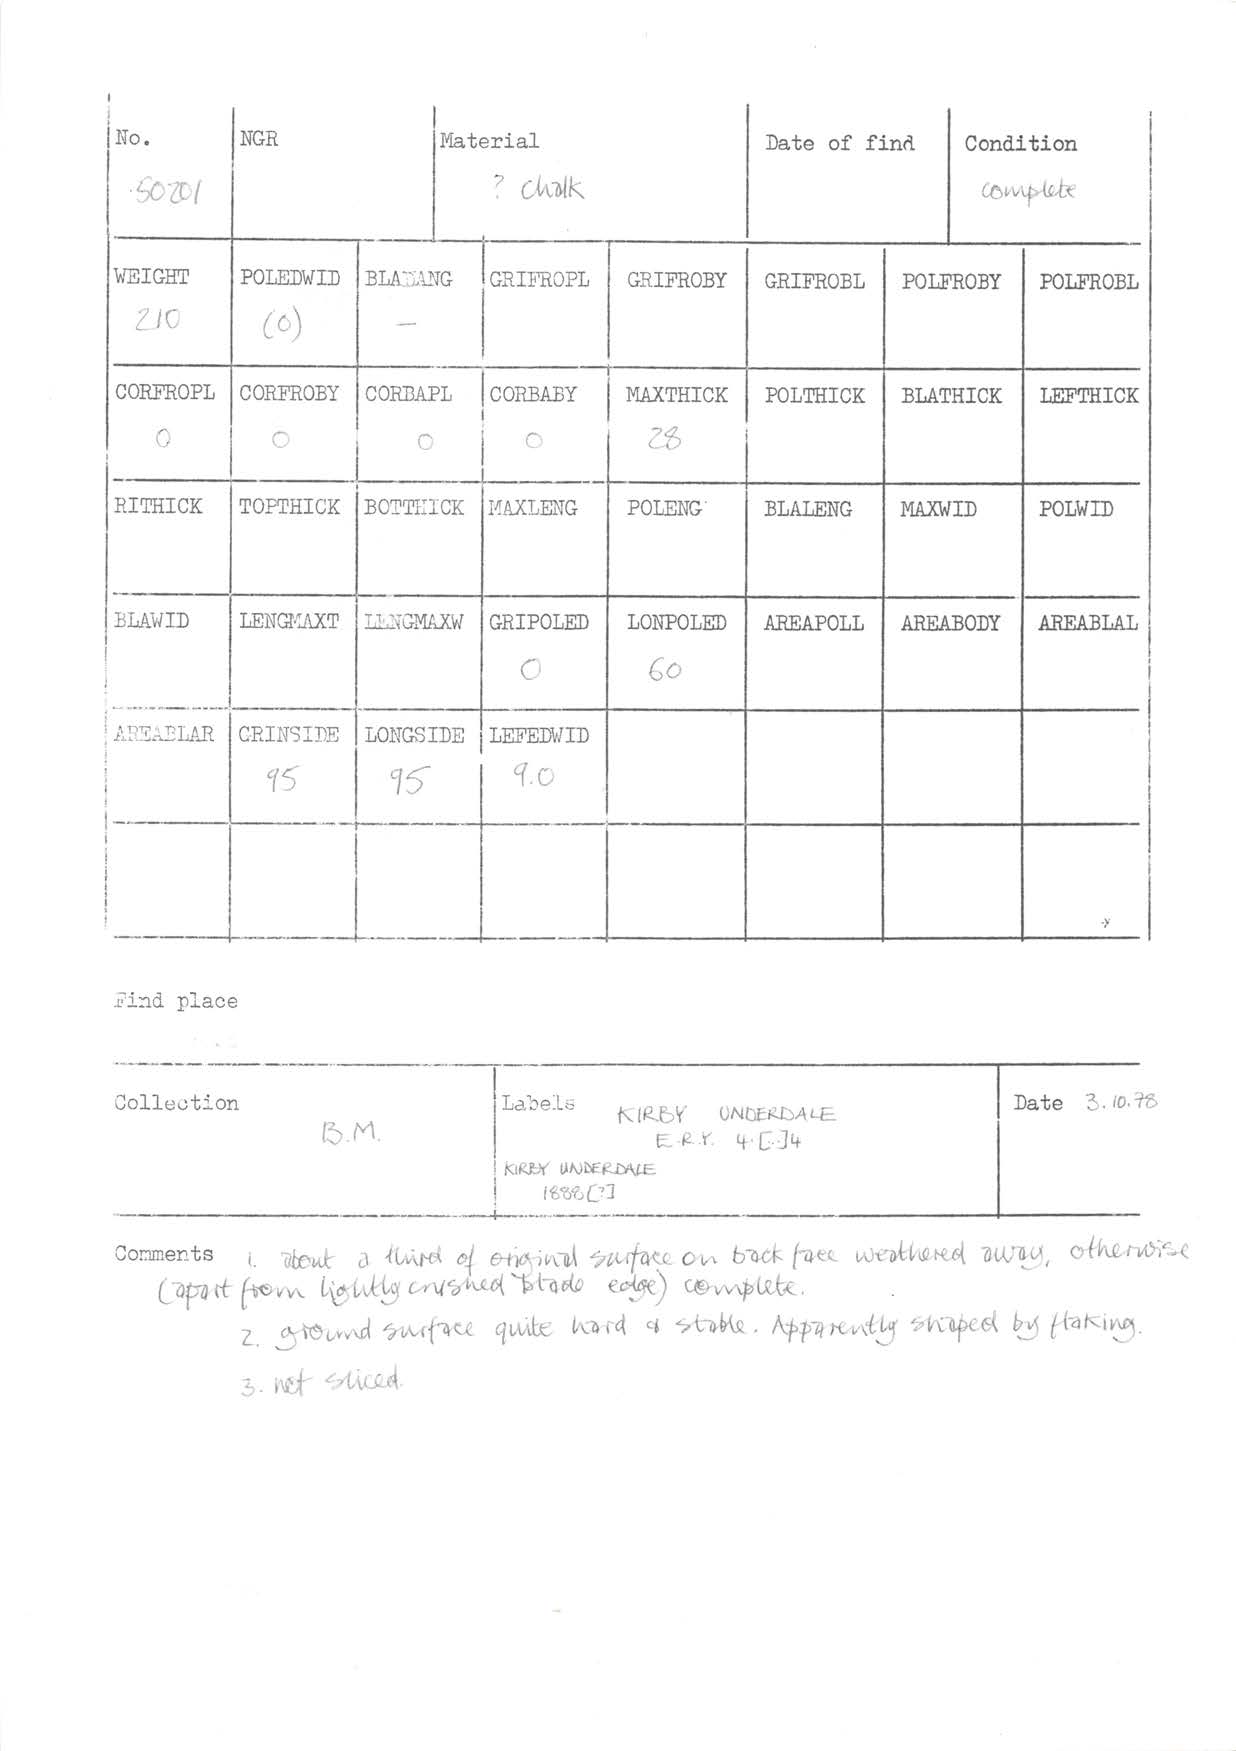 No. NGR Material Date of find Condition
50201 ? chalk complete
WEIGHT POLEDWID BLADANG GRIFROPL GRIFROBY GRIFROBL POLFROBY POLFROBL
210 (0) —
CORFROPL CORFROBY CORBAPL CORBABY MAXTHICK POLTHICK BLATHICK LEFTHICK
0 0 0 0 28
RITHICK TOPTHICK BOTTHICK MAXLENG POLENG BLALENG MAXWID POLWID
BLAWID LENGMAXT LENGMAXW GRIPOLED LONPOLED AREAPOLL AREABODY AREABLAL
0 60
AREABLAR GRINSIDE LONGSIDE LEFEDWID
95 95 9.0
Find place
Collection Labels KIRBY UNDERDALE Date 3.10.78
B.M. E.R.Y. 4.[..]4
KIRBY UNDERDALE
1888[?]
Comments 1. about a third of original surface on back face weathered away, otherwise
(apart from lightly crushed blade edge) complete.
2. ground surface quite hard & stable. Apparently shaped by flaking.
3. not sliced.